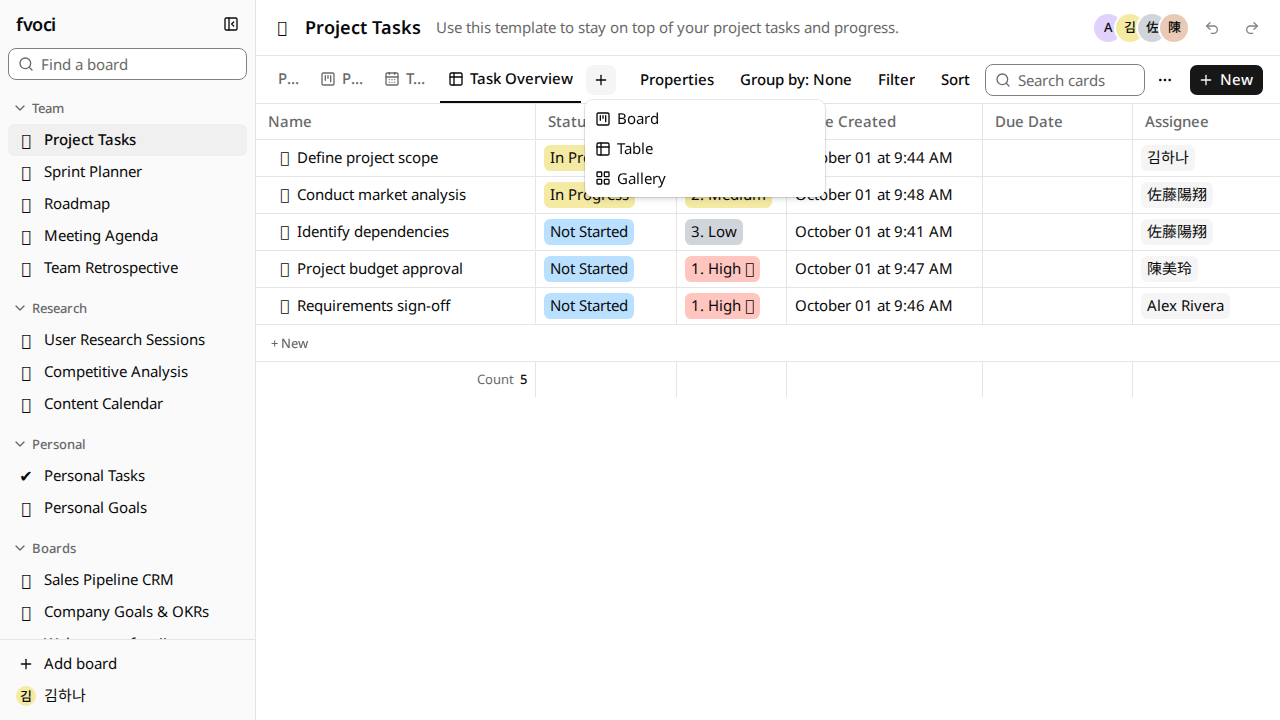 fvoci
Find a board
Team
Project Tasks
Sprint Planner
Roadmap
Meeting Agenda
Team Retrospective
Research
User Research Sessions
Competitive Analysis
Content Calendar
Personal
✔ Personal Tasks
Personal Goals
Boards
Sales Pipeline CRM
Company Goals & OKRs
Add board
김 김하나
Project Tasks Use this template to stay on top of your project tasks and progress.
A 김 佐 陳
P... P... T... Task Overview Properties Group by: None Filter Sort Search cards New
Board
Table
Gallery
Name Due Date Assignee
Created
Define project scope 9:44 AM 김하나
Conduct market analysis In Progress 2. Medium October 01 at 9:48 AM 佐藤陽翔
Identify dependencies Not Started 3. Low October 01 at 9:41 AM 佐藤陽翔
Project budget approval Not Started 1. High October 01 at 9:47 AM 陳美玲
Requirements sign-off Not Started 1. High October 01 at 9:46 AM Alex Rivera
+ New
Count 5